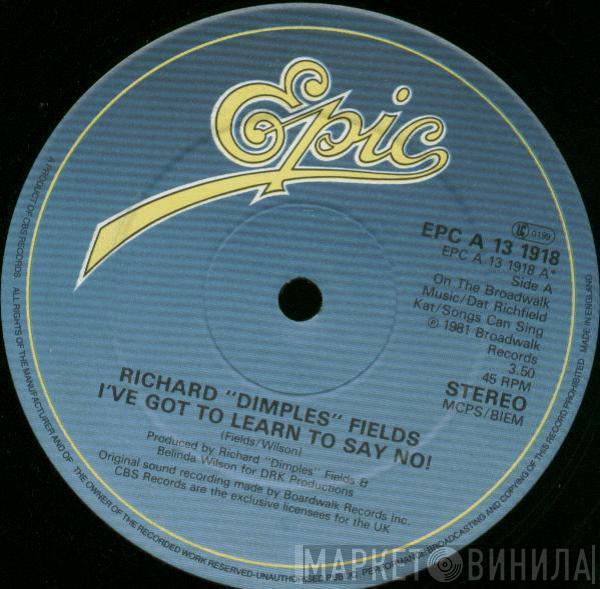 Epic
EPC A 13 1918
LC 0199
EPC A 13 1918 A*
Side A
On The Broadwalk
Music/Dat Richfield
Kat/Songs Can Sing
℗ 1981 Broadwalk
Records
3.50
45 RPM
STEREO
MCPS/BIEM
RICHARD "DIMPLES" FIELDS
I'VE GOT TO LEARN TO SAY NO!
(Fields/Wilson)
Produced by Richard "Dimples" Fields &
Belinda Wilson for DRK Productions
Original sound recording made by Boardwalk Records inc.
CBS Records are the exclusive licensees for the UK
A PRODUCT OF CBS RECORDS. ALL RIGHTS OF THE MANUFACTURER AND OF THE OWNER OF THE RECORDED WORK RESERVED-UNAUTHORISED PUBLIC PERFORMANCE BROADCASTING AND COPYING OF THIS RECORD PROHIBITED MADE IN ENGLAND
МАРКЕТ ВИНИЛА